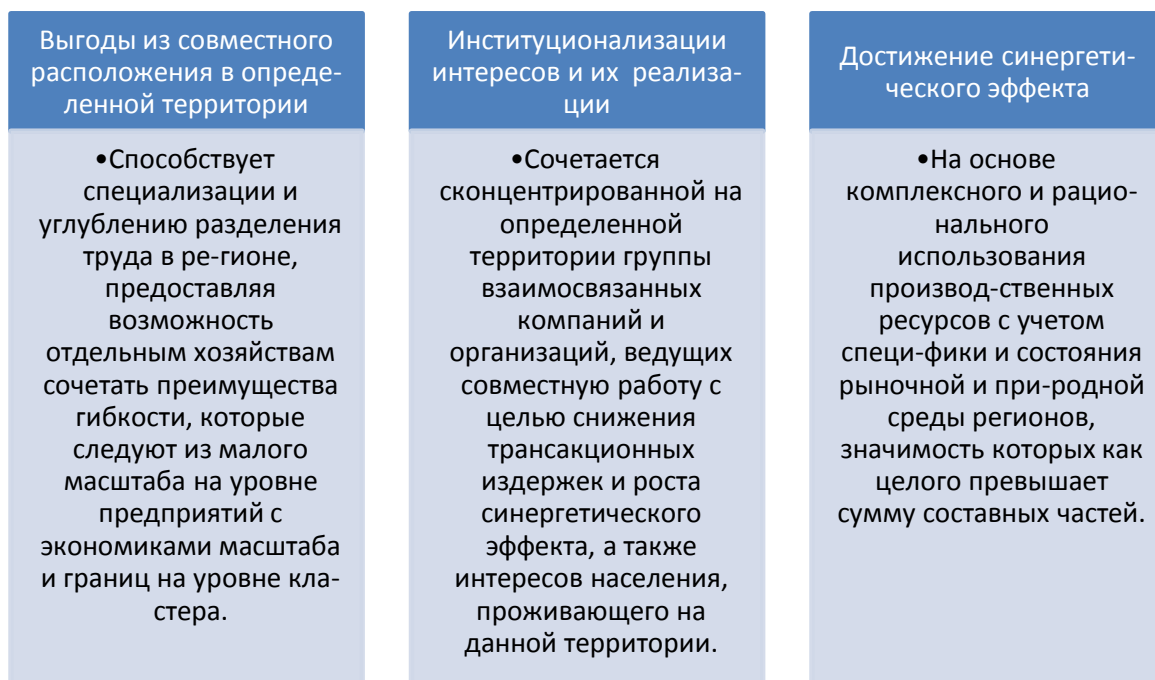 Выгоды из совместного
расположения в опреде-
ленной территории
•Способствует
специализации и
углублению разделения
труда в ре-гионе,
предоставляя
возможность
отдельным хозяйствам
сочетать преимущества
гибкости, которые
следуют из малого
масштаба на уровне
предприятий с
экономиками масштаба
и границ на уровне кла-
стера.
Институционализации
интересов и их реализа-
ции
•Сочетается
сконцентрированной на
определенной
территории группы
взаимосвязанных
компаний и
организаций, ведущих
совместную работу с
целью снижения
трансакционных
издержек и роста
синергетического
эффекта, а также
интересов населения,
проживающего на
данной территории.
Достижение синергети-
ческого эффекта
•На основе
комплексного и рацио-
нального
использования
производ-ственных
ресурсов с учетом
специ-фики и состояния
рыночной и при-родной
среды регионов,
значимость которых как
целого превышает
сумму составных частей.